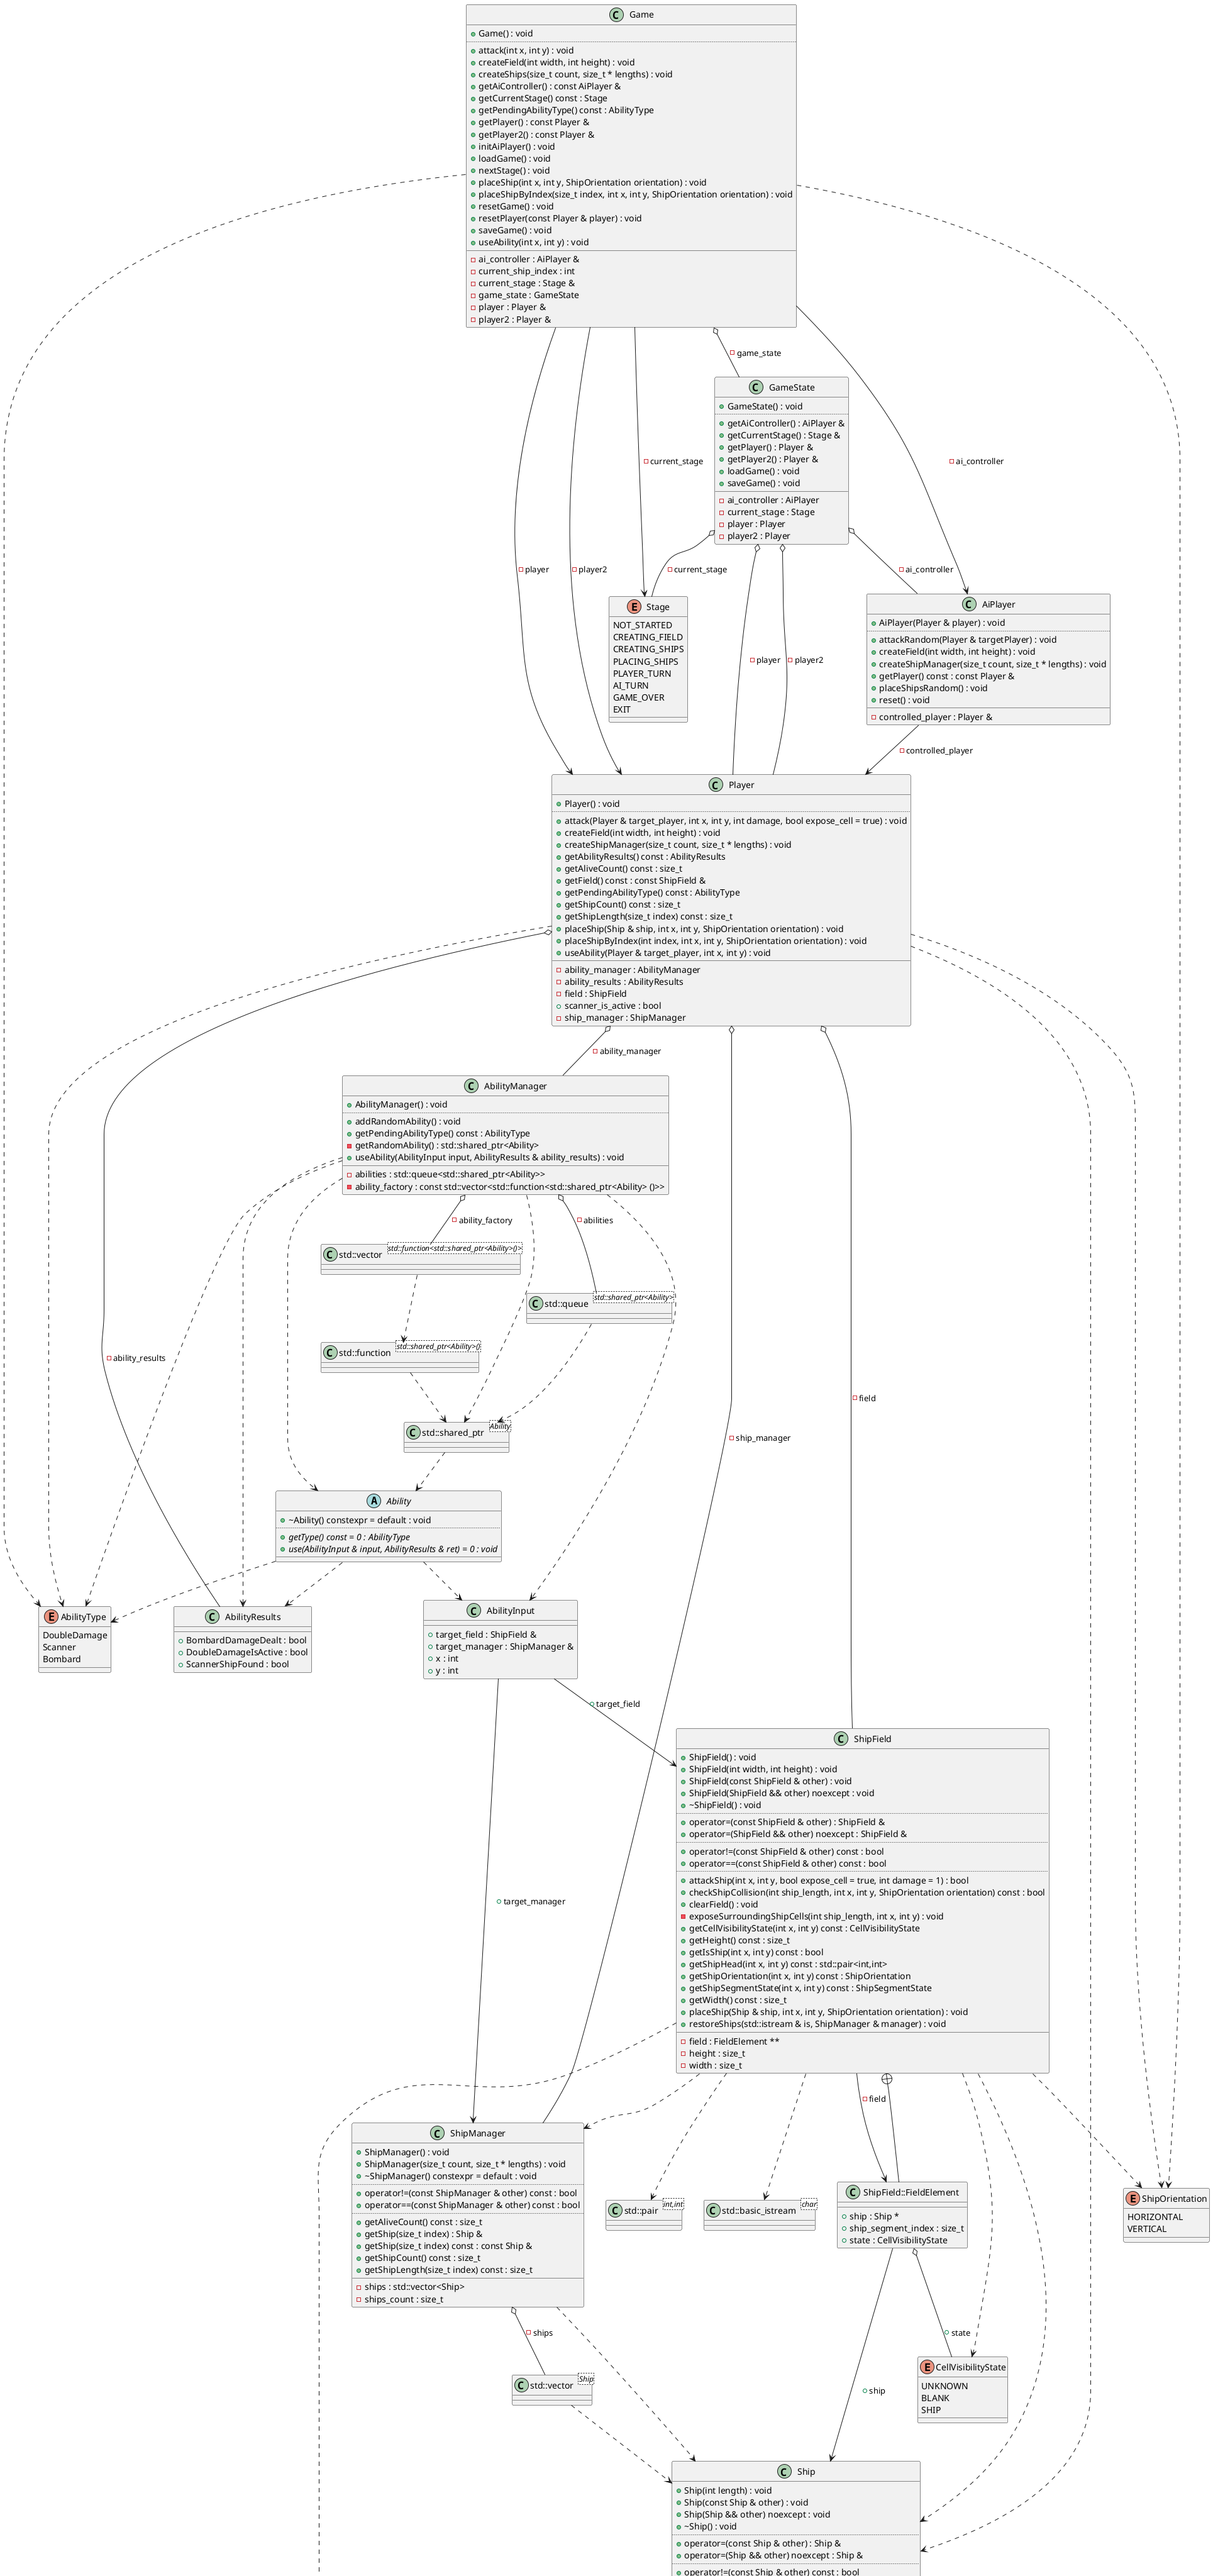 Game
Game() : void
attack(int x, int y) : void
createField(int width, int height) : void
createShips(size_t count, size_t * lengths) : void
getAiController() : const AiPlayer &
getCurrentStage() const : Stage
getPendingAbilityType() const : AbilityType
getPlayer() : const Player &
getPlayer2() : const Player &
initAiPlayer() : void
loadGame() : void
nextStage() : void
placeShip(int x, int y, ShipOrientation orientation) : void
placeShipByIndex(size_t index, int x, int y, ShipOrientation orientation) : void
resetGame() : void
resetPlayer(const Player & player) : void
saveGame() : void
useAbility(int x, int y) : void
ai_controller : AiPlayer &
current_ship_index : int
current_stage : Stage &
game_state : GameState
player : Player &
player2 : Player &
game_state
GameState
GameState() : void
getAiController() : AiPlayer &
getCurrentStage() : Stage &
getPlayer() : Player &
getPlayer2() : Player &
loadGame() : void
saveGame() : void
ai_controller : AiPlayer
current_stage : Stage
player : Player
player2 : Player
current_stage
ai_controller
player
player2
current_stage
ai_controller
Stage
NOT_STARTED
CREATING_FIELD
CREATING_SHIPS
PLACING_SHIPS
PLAYER_TURN
AI_TURN
GAME_OVER
EXIT
player
player2
AiPlayer
AiPlayer(Player & player) : void
attackRandom(Player & targetPlayer) : void
createField(int width, int height) : void
createShipManager(size_t count, size_t * lengths) : void
getPlayer() const : const Player &
placeShipsRandom() : void
reset() : void
controlled_player : Player &
controlled_player
Player
Player() : void
attack(Player & target_player, int x, int y, int damage, bool expose_cell = true) : void
createField(int width, int height) : void
createShipManager(size_t count, size_t * lengths) : void
getAbilityResults() const : AbilityResults
getAliveCount() const : size_t
getField() const : const ShipField &
getPendingAbilityType() const : AbilityType
getShipCount() const : size_t
getShipLength(size_t index) const : size_t
placeShip(Ship & ship, int x, int y, ShipOrientation orientation) : void
placeShipByIndex(int index, int x, int y, ShipOrientation orientation) : void
useAbility(Player & target_player, int x, int y) : void
ability_manager : AbilityManager
ability_results : AbilityResults
field : ShipField
scanner_is_active : bool
ship_manager : ShipManager
ability_manager
AbilityManager
AbilityManager() : void
addRandomAbility() : void
getPendingAbilityType() const : AbilityType
getRandomAbility() : std::shared_ptr<Ability>
useAbility(AbilityInput input, AbilityResults & ability_results) : void
abilities : std::queue<std::shared_ptr<Ability>>
ability_factory : const std::vector<std::function<std::shared_ptr<Ability> ()>>
ability_factory
abilities
std::vector
std::function<std::shared_ptr<Ability>()>
std::queue
std::shared_ptr<Ability>
std::function
std::shared_ptr<Ability>()
ability_results
field
ship_manager
std::shared_ptr
Ability
Ability
~Ability() constexpr = default : void
getType() const = 0 : AbilityType
use(AbilityInput & input, AbilityResults & ret) = 0 : void
AbilityType
DoubleDamage
Scanner
Bombard
AbilityResults
BombardDamageDealt : bool
DoubleDamageIsActive : bool
ScannerShipFound : bool
AbilityInput
target_field : ShipField &
target_manager : ShipManager &
x : int
y : int
target_field
target_manager
ShipField
ShipField() : void
ShipField(int width, int height) : void
ShipField(const ShipField & other) : void
ShipField(ShipField && other) noexcept : void
~ShipField() : void
operator=(const ShipField & other) : ShipField &
operator=(ShipField && other) noexcept : ShipField &
operator!=(const ShipField & other) const : bool
operator==(const ShipField & other) const : bool
attackShip(int x, int y, bool expose_cell = true, int damage = 1) : bool
checkShipCollision(int ship_length, int x, int y, ShipOrientation orientation) const : bool
clearField() : void
exposeSurroundingShipCells(int ship_length, int x, int y) : void
getCellVisibilityState(int x, int y) const : CellVisibilityState
getHeight() const : size_t
getIsShip(int x, int y) const : bool
getShipHead(int x, int y) const : std::pair<int,int>
getShipOrientation(int x, int y) const : ShipOrientation
getShipSegmentState(int x, int y) const : ShipSegmentState
getWidth() const : size_t
placeShip(Ship & ship, int x, int y, ShipOrientation orientation) : void
restoreShips(std::istream & is, ShipManager & manager) : void
field : FieldElement **
height : size_t
width : size_t
field
ShipManager
ShipManager() : void
ShipManager(size_t count, size_t * lengths) : void
~ShipManager() constexpr = default : void
operator!=(const ShipManager & other) const : bool
operator==(const ShipManager & other) const : bool
getAliveCount() const : size_t
getShip(size_t index) : Ship &
getShip(size_t index) const : const Ship &
getShipCount() const : size_t
getShipLength(size_t index) const : size_t
ships : std::vector<Ship>
ships_count : size_t
std::pair
int,int
std::basic_istream
char
ShipField::FieldElement
ship : Ship *
ship_segment_index : size_t
state : CellVisibilityState
ShipOrientation
HORIZONTAL
VERTICAL
ships
state
ship
std::vector
Ship
CellVisibilityState
UNKNOWN
BLANK
SHIP
Ship
Ship(int length) : void
Ship(const Ship & other) : void
Ship(Ship && other) noexcept : void
~Ship() : void
operator=(const Ship & other) : Ship &
operator=(Ship && other) noexcept : Ship &
operator!=(const Ship & other) const : bool